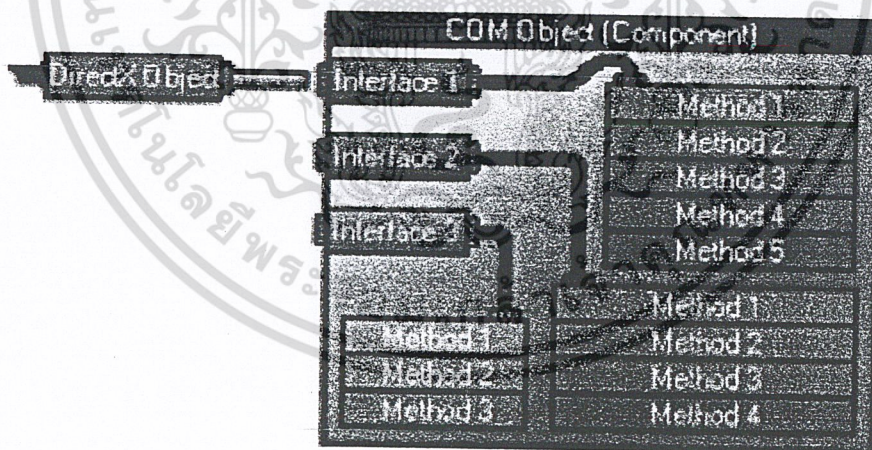 COM Object (Component)
DirectX Object
Interface 1
Interface 2
Interface 3
Method 1
Method 2
Method 3
Method 4
Method 5
Method 1
Method 2
Method 3
Method 4
Method 1
Method 2
Method 3